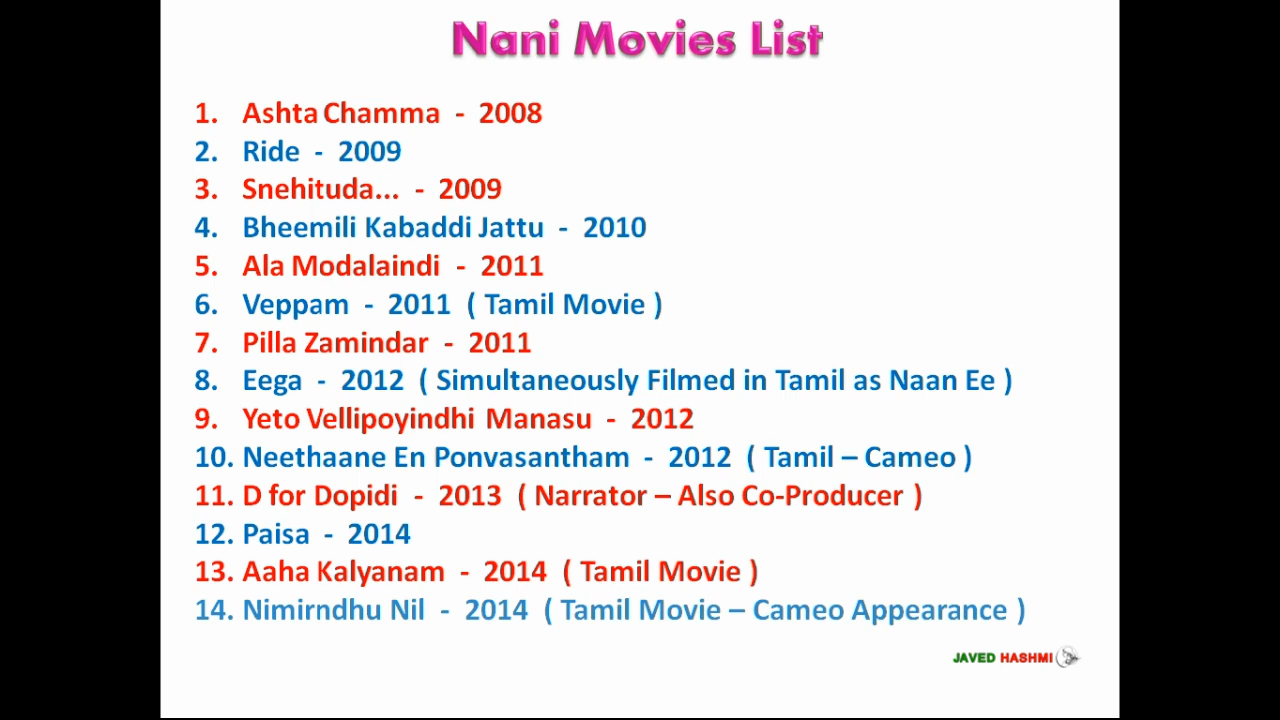 Nani Movies List
1. Ashta Chamma - 2008
2. Ride - 2009
3. Snehituda... - 2009
4. Bheemili Kabaddi Jattu - 2010
5. Ala Modalaindi - 2011
6. Veppam - 2011 ( Tamil Movie )
7. Pilla Zamindar - 2011
8. Eega - 2012 ( Simultaneously Filmed in Tamil as Naan Ee )
9. Yeto Vellipoyindhi Manasu - 2012
10. Neethaane En Ponvasantham - 2012 ( Tamil – Cameo )
11. D for Dopidi - 2013 ( Narrator – Also Co-Producer )
12. Paisa - 2014
13. Aaha Kalyanam - 2014 ( Tamil Movie )
14. Nimirndhu Nil - 2014 ( Tamil Movie – Cameo Appearance )
JAVED HASHMI